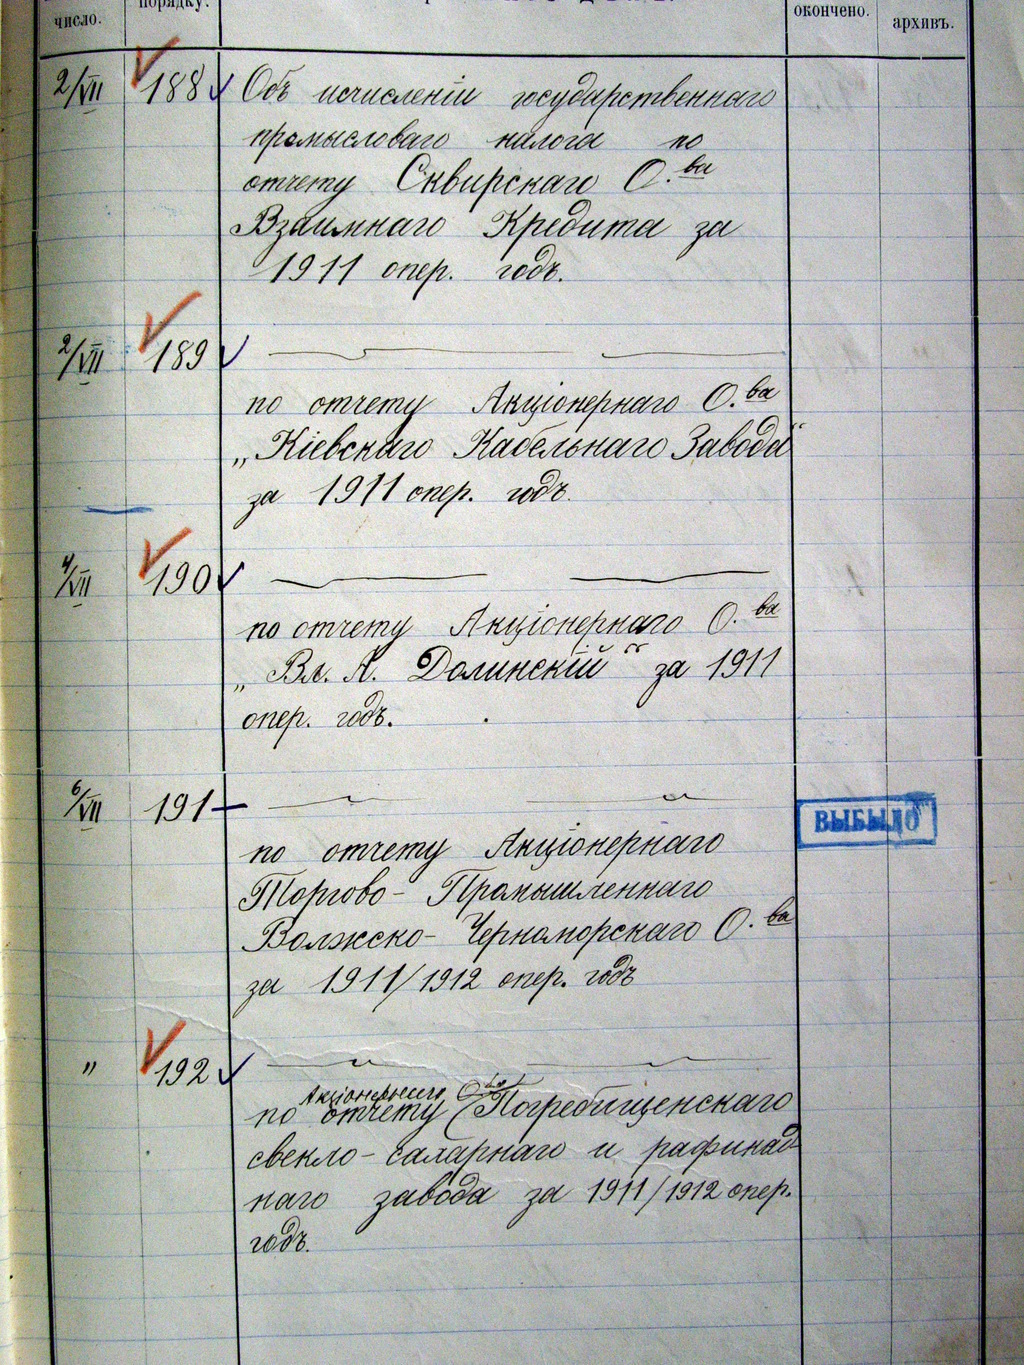 число.
порядку.
окончено.
архивъ.
2/VII 188 Объ исчисленіи государственнаго
промысловаго налога по
отчету Сквирскаго О.ва
Взаимнаго Кредита за
1911 опер. годъ.
2/VII 189
по отчету Акціонернаго О.ва
„Кіевскаго Кабельнаго Завода“
за 1911 опер. годъ.
4/VII 190
по отчету Акціонернаго О.ва
„Вл. А. Долинскій“ за 1911
опер. годъ.
6/VII 191
ВЫБЫЛО
по отчету Акціонернаго
Торгово-Промышленнаго
Волжско-Черноморскаго О.ва
за 1911/1912 опер. годъ
" 192
Акціонернаго О.ва
по отчету Погребищенскаго
свекло-сахарнаго и рафинад
наго завода за 1911/1912 опер.
годъ.